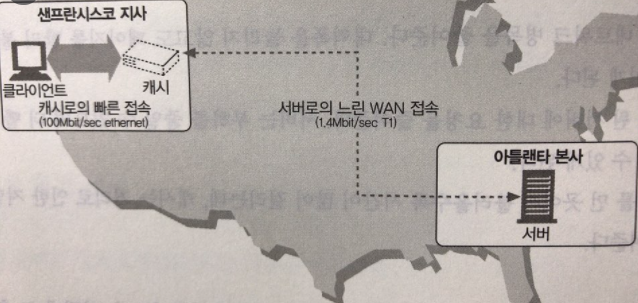 샌프란시스코 지사
클라이언트
캐시
캐시로의 빠른 접속
(100Mbit/sec ethernet)
서버로의 느린 WAN 접속
(1.4Mbit/sec T1)
아틀랜타 본사
서버